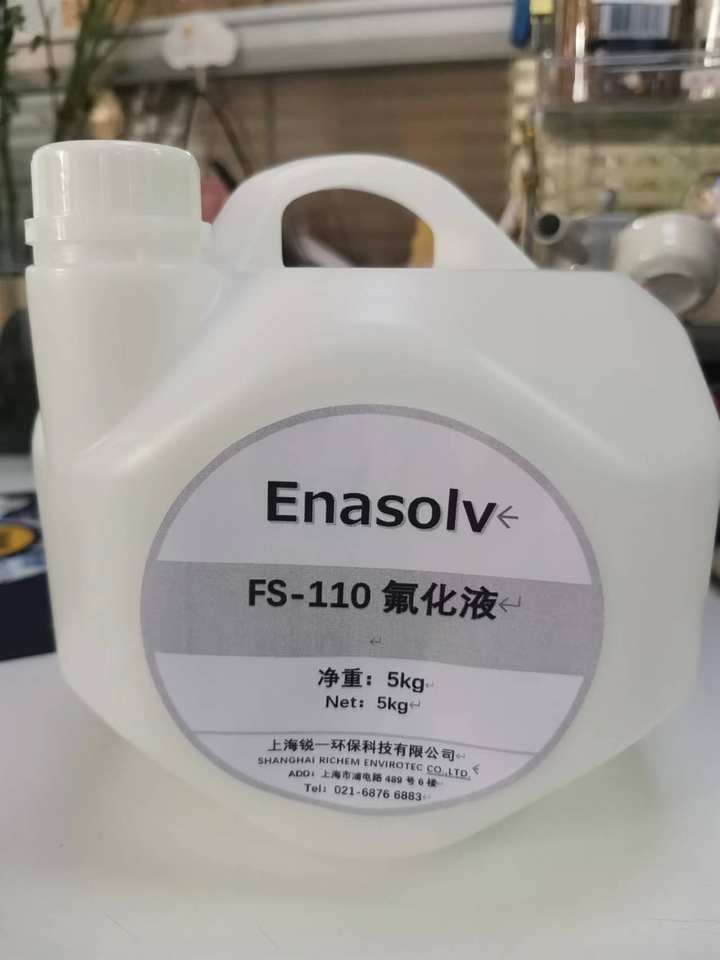 Enasolv←
FS-110 氟化液↵
↵
净重：5kg↵
Net：5kg↵
上海锐一环保科技有限公司↵
SHANGHAI RICHEM ENVIROTEC CO.,LTD.↵
ADD：上海市浦电路 489 号 6 楼↵
Tel：021-6876 6883↵